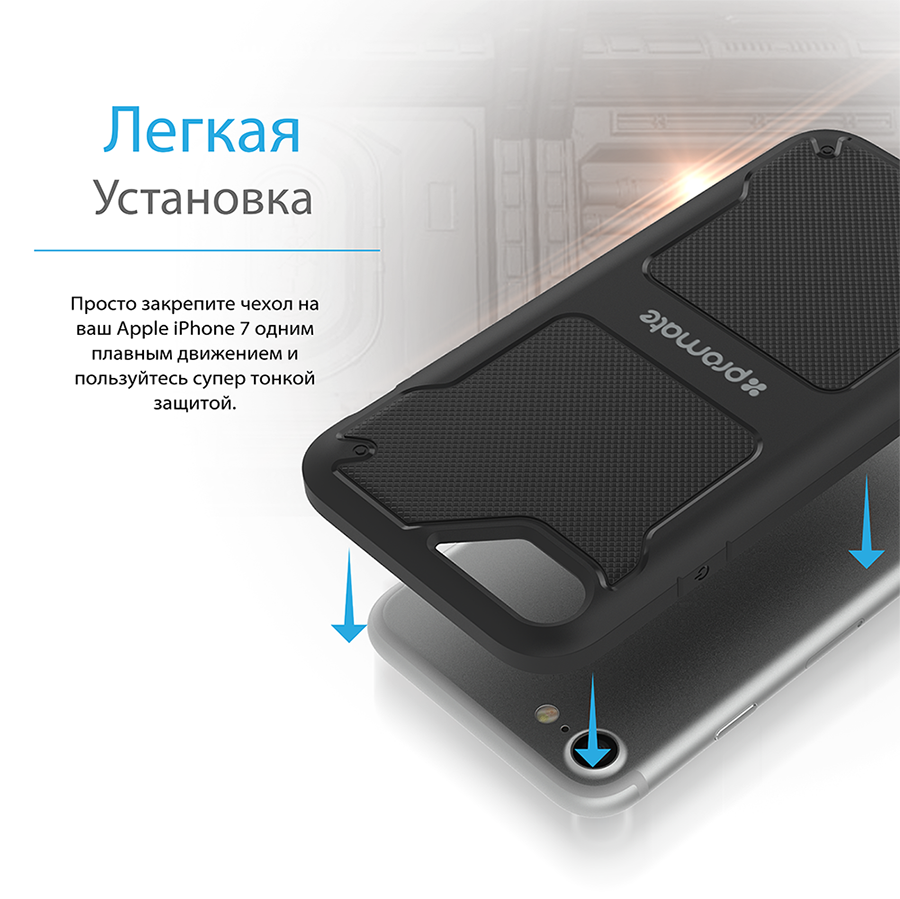 Легкая
Установка
Просто закрепите чехол на
ваш Apple iPhone 7 одним
плавным движением и
пользуйтесь супер тонкой
защитой.
promate